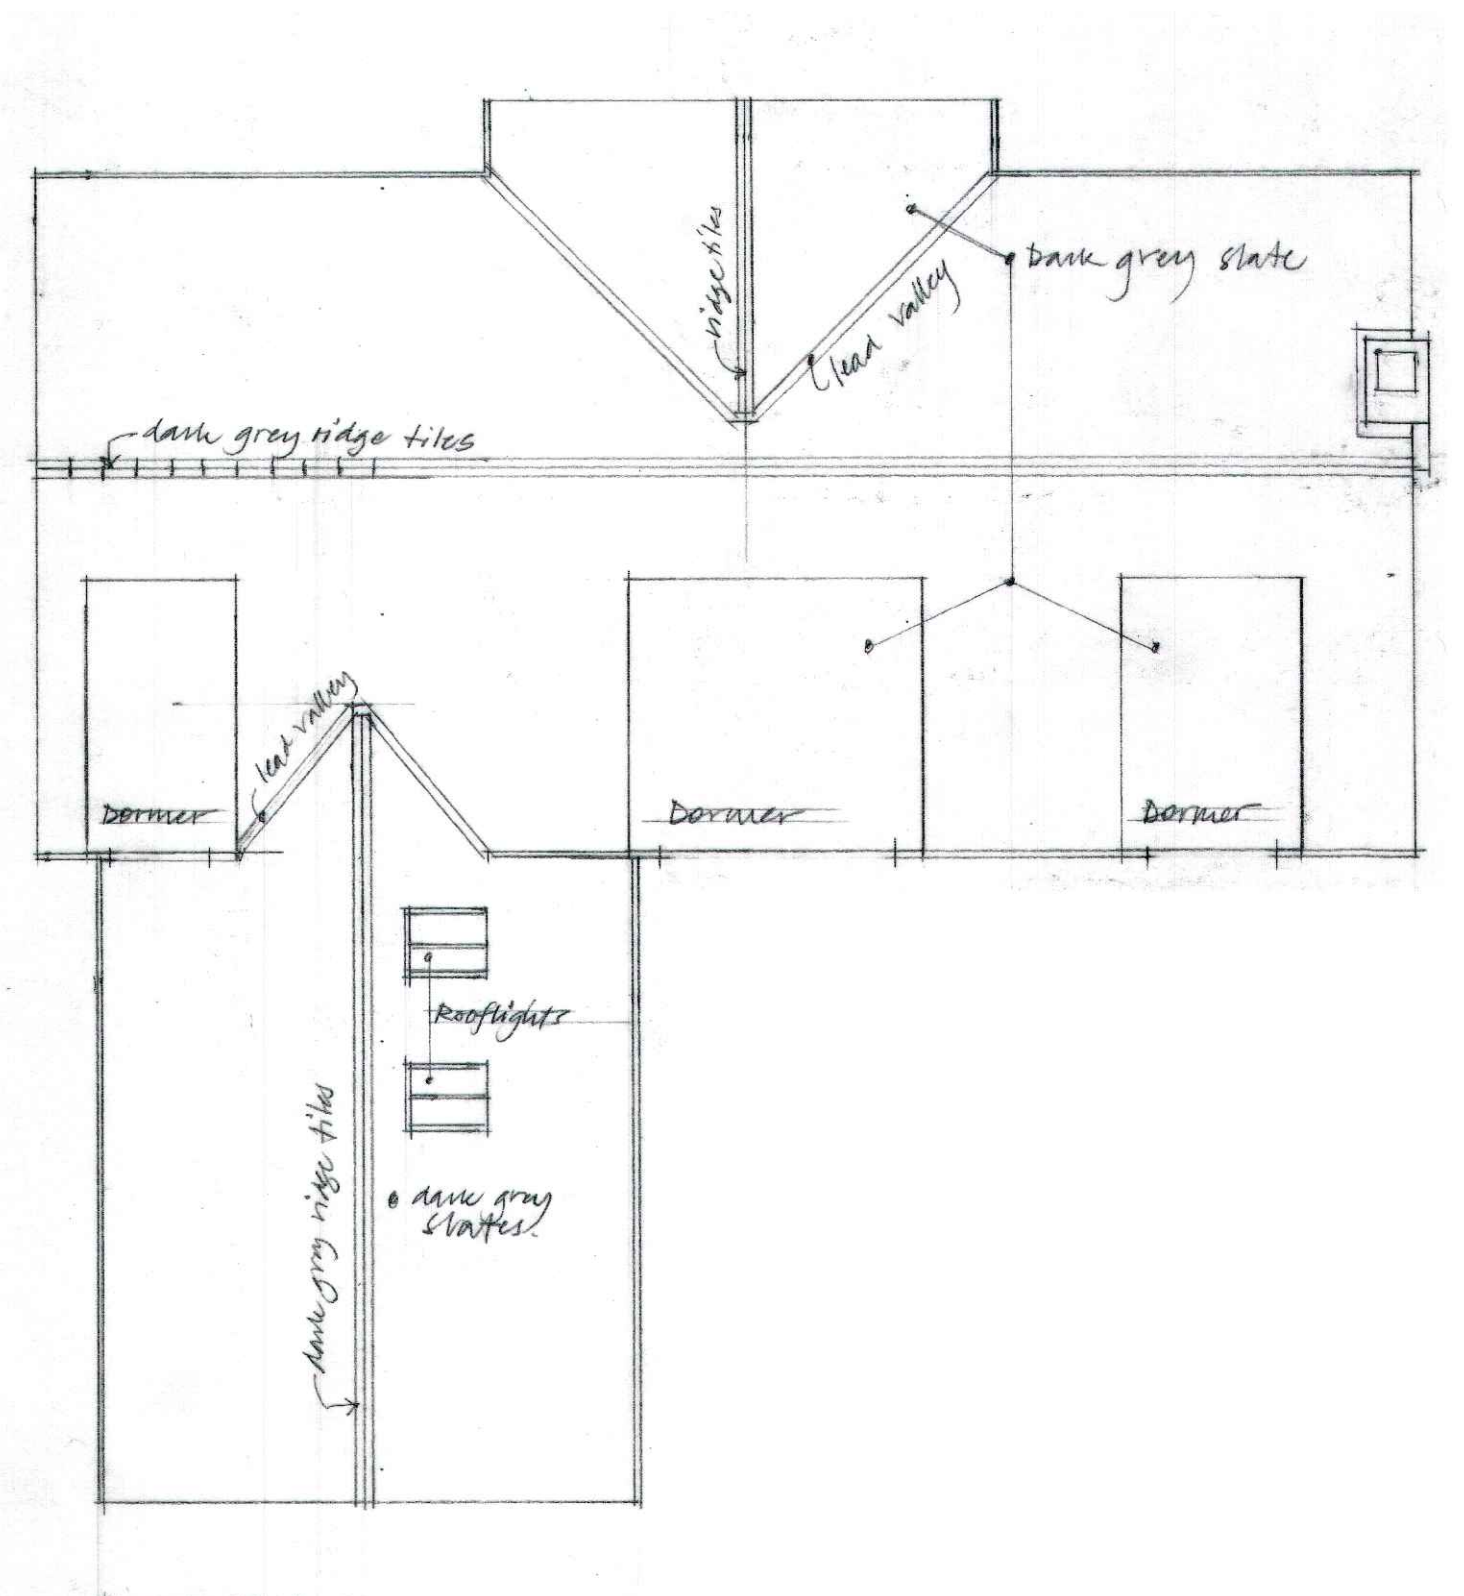 ridge tiles
Dark grey slate
lead valley
dark grey ridge tiles
lead valley
Dormer
Dormer
Dormer
Rooflights
dark grey ridge tiles
dark grey
slates.